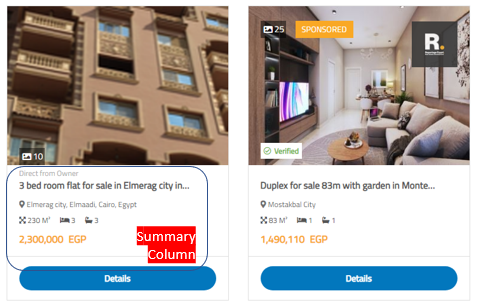 10
Direct from Owner
3 bed room flat for sale in Elmerag city in...
Elmerag city, Elmaadi, Cairo, Egypt
230 M² 3 3
2,300,000 EGP
Summary
Column
Details
25
SPONSORED
R.
Verified
Duplex for sale 83m with garden in Monte...
Mostakbal City
83 M² 1 1
1,490,110 EGP
Details